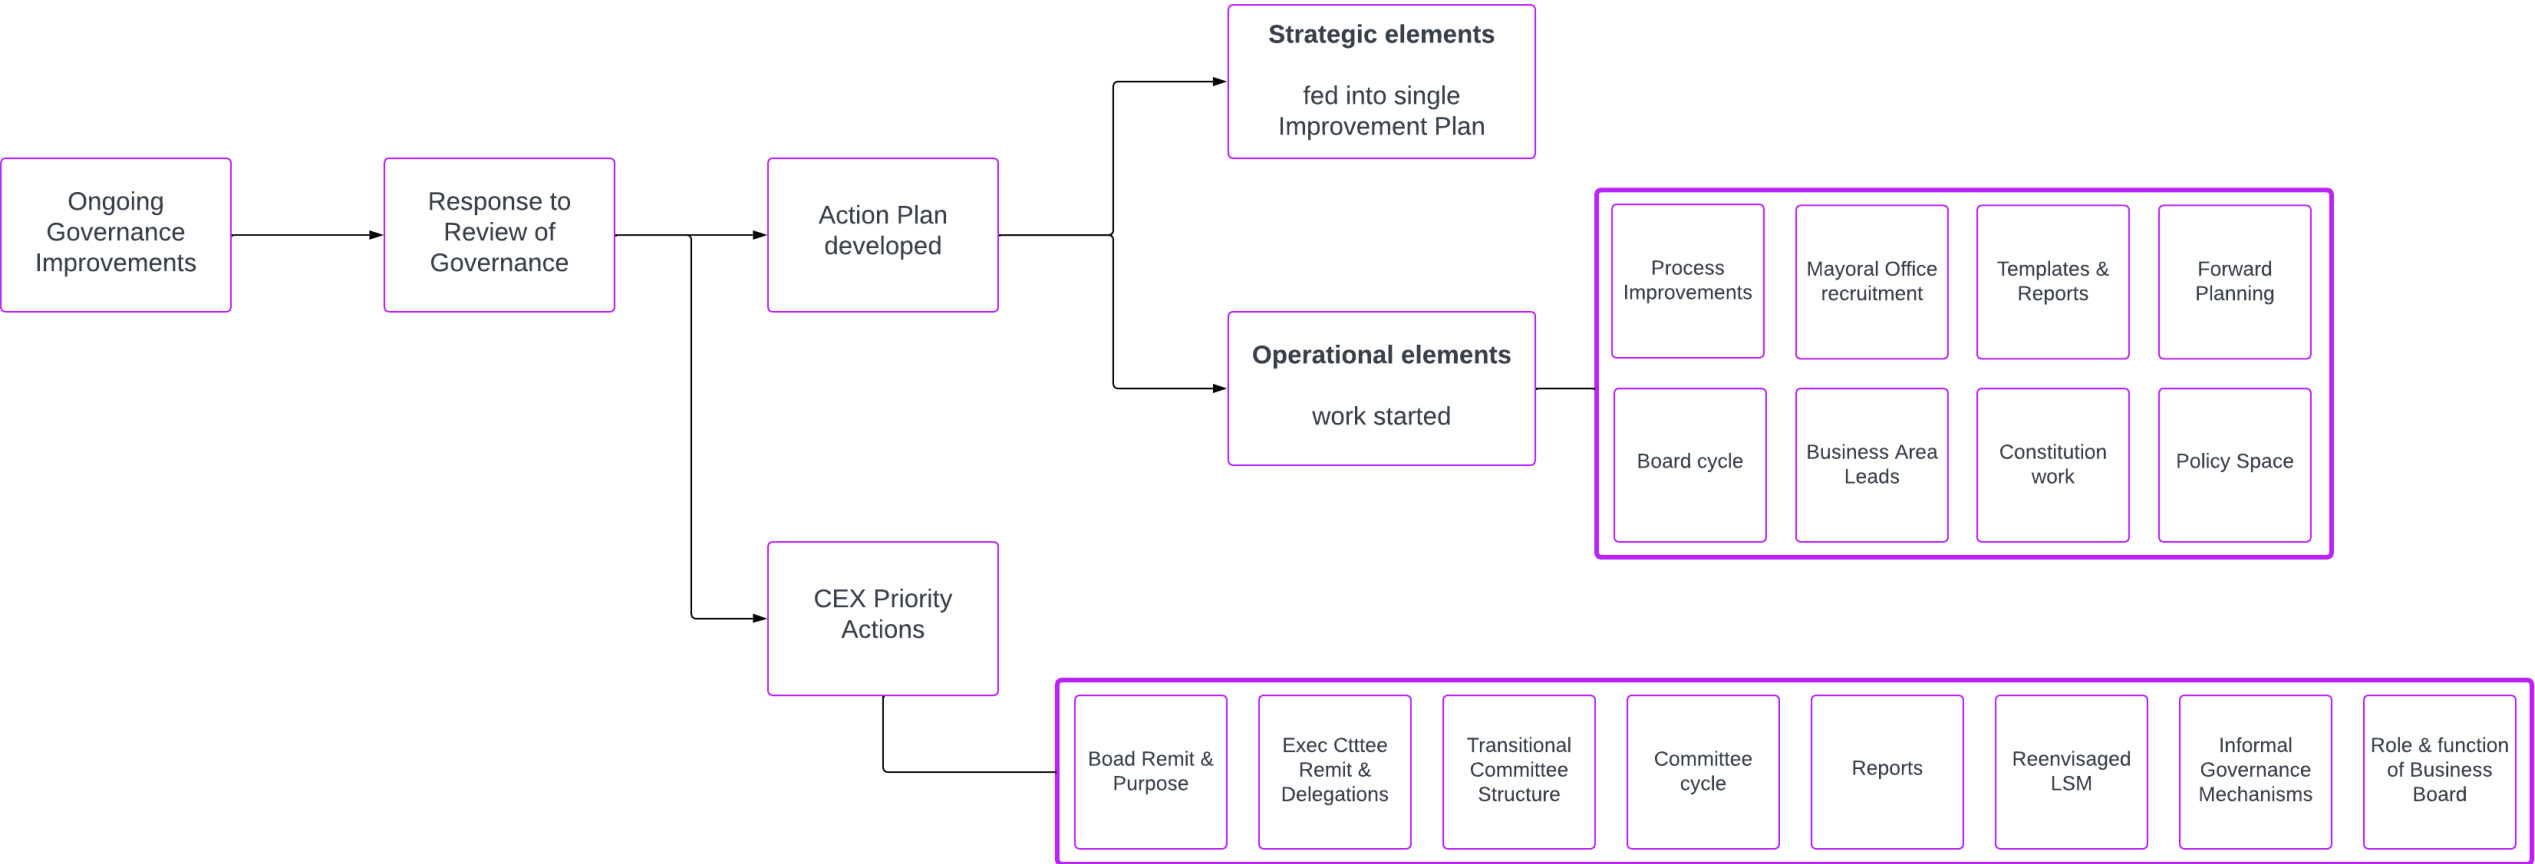 Ongoing
Governance
Improvements
Response to
Review of
Governance
Action Plan
developed
Strategic elements
fed into single
Improvement Plan
Operational elements
work started
Process
Improvements
Mayoral Office
recruitment
Templates &
Reports
Forward
Planning
Board cycle
Business Area
Leads
Constitution
work
Policy Space
CEX Priority
Actions
Boad Remit &
Purpose
Exec Ctttee
Remit &
Delegations
Transitional
Committee
Structure
Committee
cycle
Reports
Reenvisaged
LSM
Informal
Governance
Mechanisms
Role & function
of Business
Board